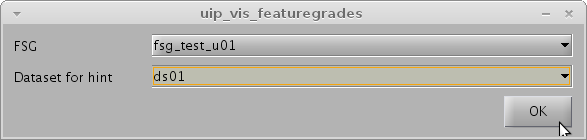 uip_vis_featuregrades
FSG fsg_test_u01
Dataset for hint ds01
OK